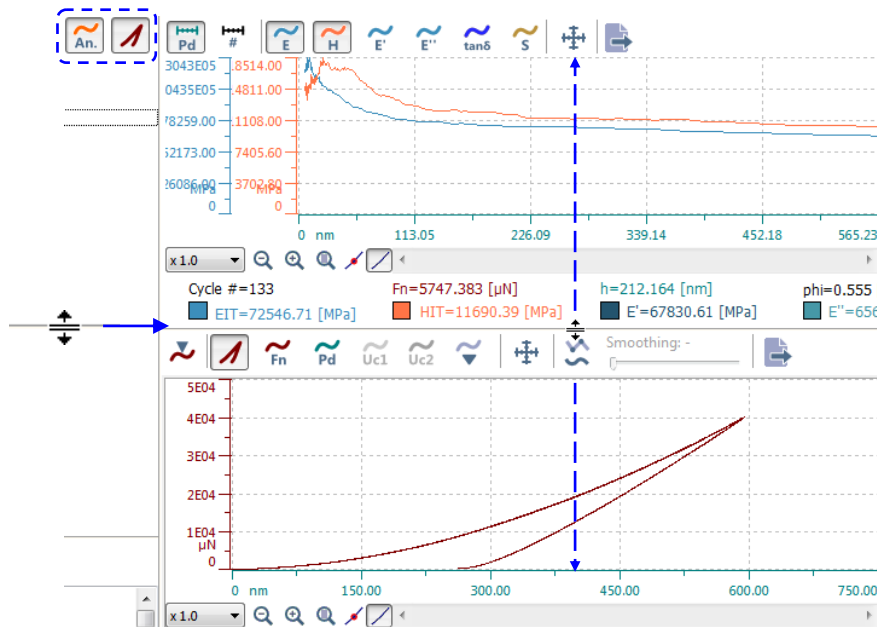 An. Pd # E H E' E'' tanδ S
3043E05 8514.00
0435E05 4811.00
78259.00 1108.00
52173.00 7405.60
26086.00 3702.80
MPa MPa
0 0
0 nm 113.05 226.09 339.14 452.18 565.23
x 1.0
Cycle #=133 Fn=5747.383 [µN] h=212.164 [nm] phi=0.555
EIT=72546.71 [MPa] HIT=11690.39 [MPa] E'=67830.61 [MPa] E''=656
Fn Pd Uc1 Uc2 Smoothing: -
5E04
4E04
3E04
2E04
1E04
µN
0
0 nm 150.00 300.00 450.00 600.00 750.00
x 1.0